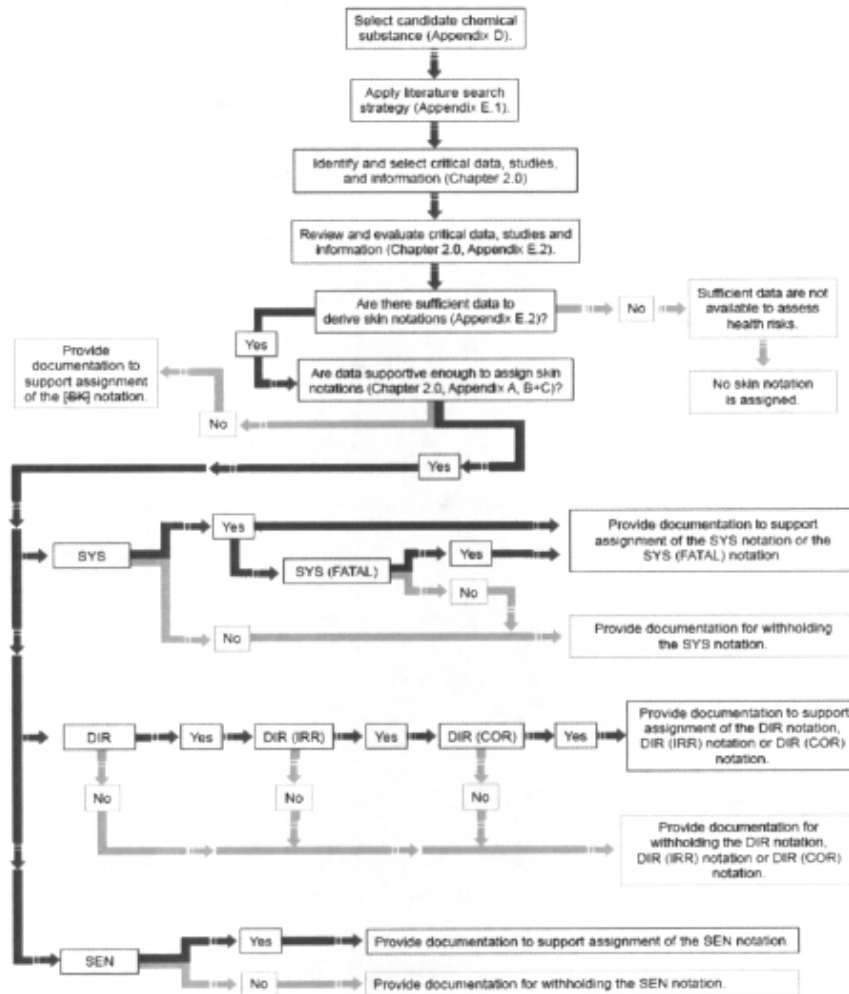 Select candidate chemical
substance (Appendix D).
Apply literature search
strategy (Appendix E.1).
Identify and select critical data, studies,
and information (Chapter 2.0)
Review and evaluate critical data, studies and
information (Chapter 2.0, Appendix E.2).
Are there sufficient data to
derive skin notations (Appendix E.2)?
No
Sufficient data are not
available to assess
health risks.
No skin notation
is assigned.
Yes
Are data supportive enough to assign skin
notations (Chapter 2.0, Appendix A, B+C)?
Provide
documentation to
support assignment
of the [SK] notation.
No
Yes
SYS
Yes
SYS (FATAL)
Yes
No
No
Provide documentation to support
assignment of the SYS notation or the
SYS (FATAL) notation
Provide documentation for withholding
the SYS notation.
DIR
Yes
DIR (IRR)
Yes
DIR (COR)
Yes
Provide documentation to support
assignment of the DIR notation,
DIR (IRR) notation or DIR (COR)
notation.
No
No
No
Provide documentation for
withholding the DIR notation,
DIR (IRR) notation or DIR (COR)
notation.
SEN
Yes
Provide documentation to support assignment of the SEN notation
No
Provide documentation for withholding the SEN notation.